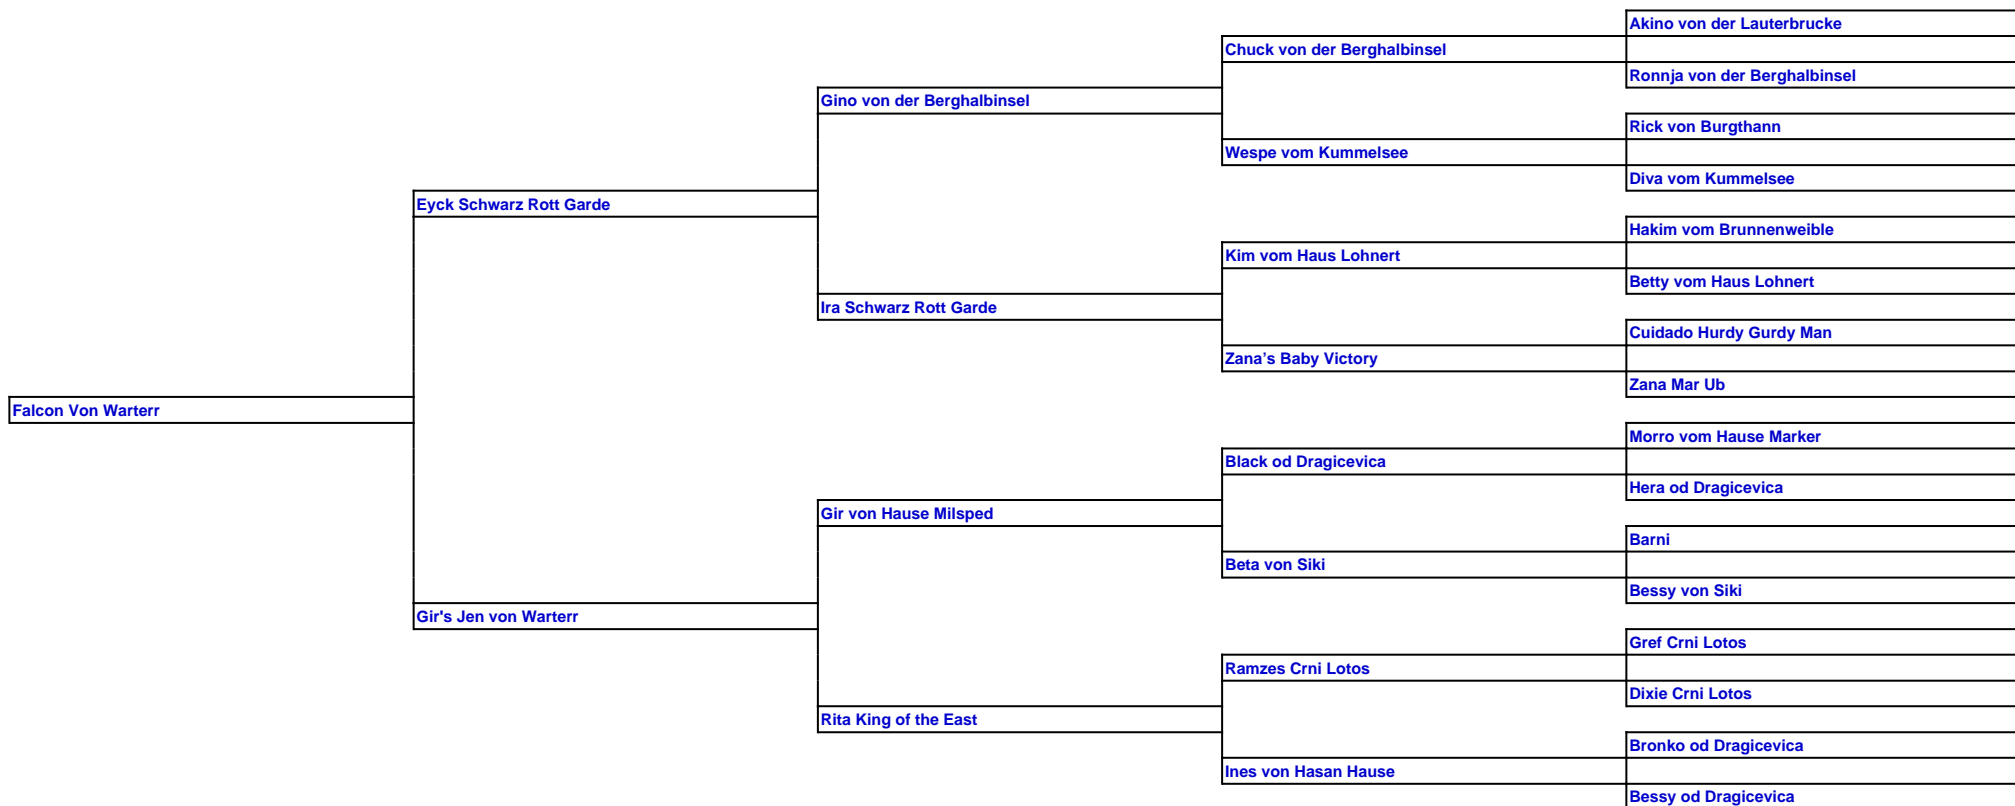 Akino von der Lauterbrucke
Chuck von der Berghalbinsel
Ronnja von der Berghalbinsel
Gino von der Berghalbinsel
Rick von Burgthann
Wespe vom Kummelsee
Diva vom Kummelsee
Eyck Schwarz Rott Garde
Hakim vom Brunnenweible
Kim vom Haus Lohnert
Betty vom Haus Lohnert
Ira Schwarz Rott Garde
Cuidado Hurdy Gurdy Man
Zana’s Baby Victory
Zana Mar Ub
Falcon Von Warterr
Morro vom Hause Marker
Black od Dragicevica
Hera od Dragicevica
Gir von Hause Milsped
Barni
Beta von Siki
Bessy von Siki
Gir's Jen von Warterr
Gref Crni Lotos
Ramzes Crni Lotos
Dixie Crni Lotos
Rita King of the East
Bronko od Dragicevica
Ines von Hasan Hause
Bessy od Dragicevica